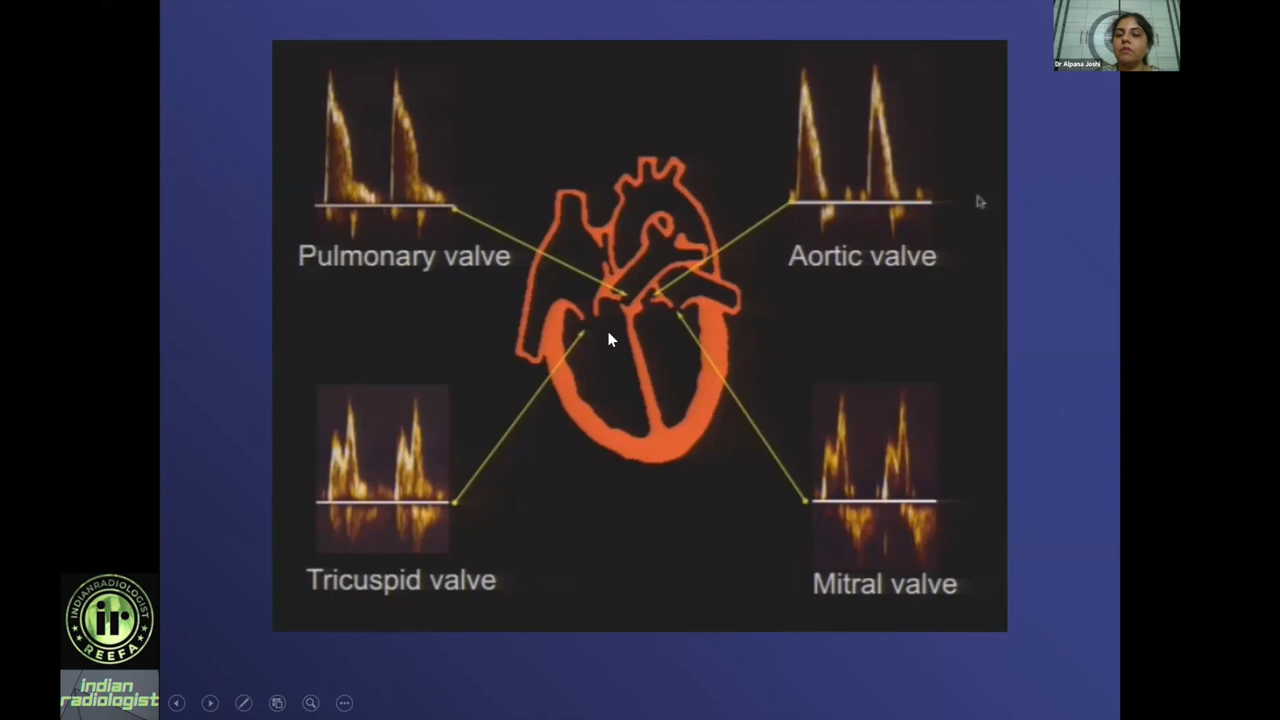 Dr Alpana Joshi
Pulmonary valve
Aortic valve
Tricuspid valve
Mitral valve
INDIANRADIOLOGIST
ir
REEFA
indian
radiologist